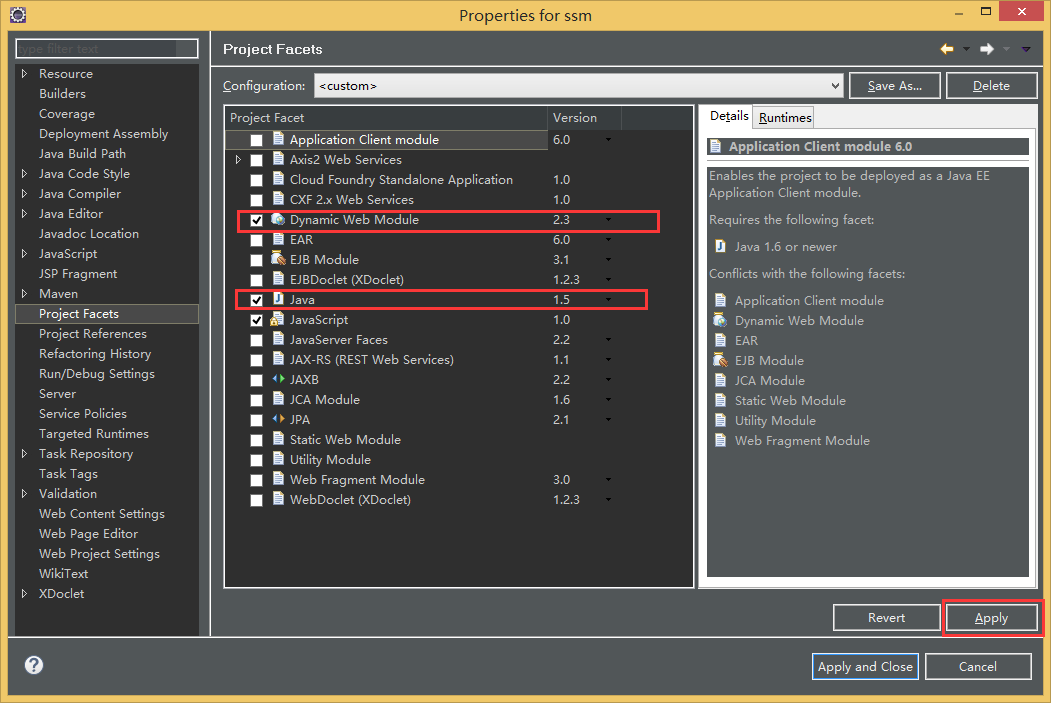 Properties for ssm
type filter text
Resource
Builders
Coverage
Deployment Assembly
Java Build Path
Java Code Style
Java Compiler
Java Editor
Javadoc Location
JavaScript
JSP Fragment
Maven
Project Facets
Project References
Refactoring History
Run/Debug Settings
Server
Service Policies
Targeted Runtimes
Task Repository
Task Tags
Validation
Web Content Settings
Web Page Editor
Web Project Settings
WikiText
XDoclet
Project Facets
Configuration: <custom> Save As... Delete
Project Facet Version
Application Client module 6.0
Axis2 Web Services
Cloud Foundry Standalone Application 1.0
CXF 2.x Web Services 1.0
Dynamic Web Module 2.3
EAR 6.0
EJB Module 3.1
EJBDoclet (XDoclet) 1.2.3
Java 1.5
JavaScript 1.0
JavaServer Faces 2.2
JAX-RS (REST Web Services) 1.1
JAXB 2.2
JCA Module 1.6
JPA 2.1
Static Web Module
Utility Module
Web Fragment Module 3.0
WebDoclet (XDoclet) 1.2.3
Details Runtimes
Application Client module 6.0
Enables the project to be deployed as a Java EE
Application Client module.
Requires the following facet:
Java 1.6 or newer
Conflicts with the following facets:
Application Client module
Dynamic Web Module
EAR
EJB Module
JCA Module
Static Web Module
Utility Module
Web Fragment Module
Revert Apply
Apply and Close Cancel